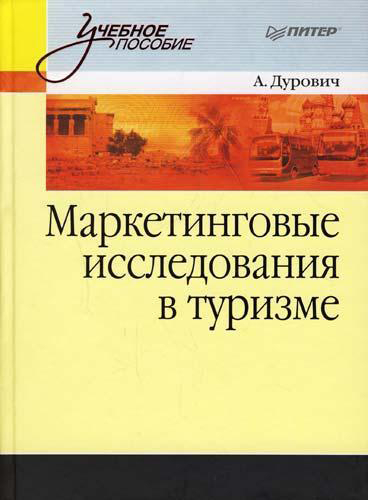 Учебное
пособие
ПИТЕР®
А. Дурович
Маркетинговые
исследования
в туризме